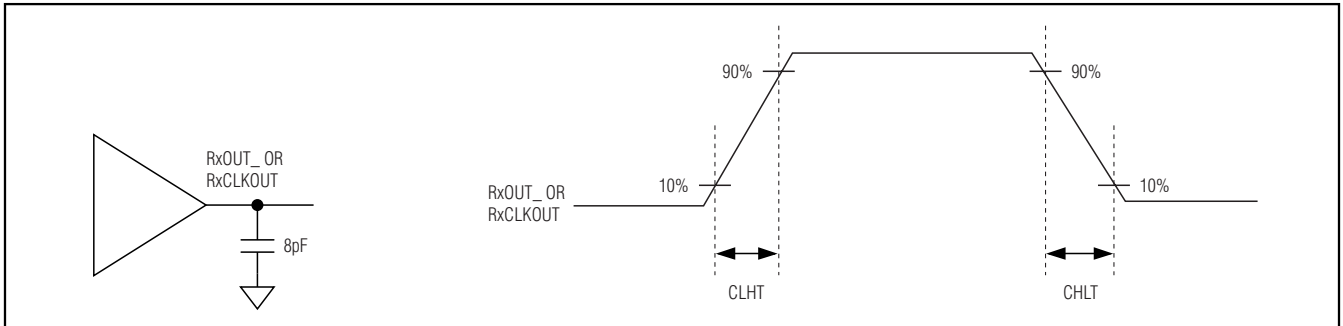 RxOUT_ OR
RxCLKOUT
8pF
RxOUT_ OR
RxCLKOUT
90%
10%
90%
10%
CLHT
CHLT